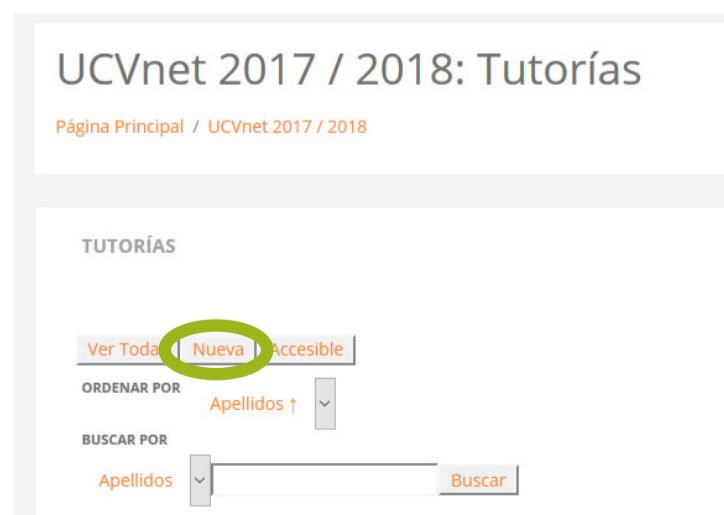 UCVnet 2017 / 2018: Tutorías
Página Principal / UCVnet 2017 / 2018
TUTORÍAS
Ver Toda Nueva Accesible
ORDENAR POR
Apellidos ↑
BUSCAR POR
Apellidos Buscar